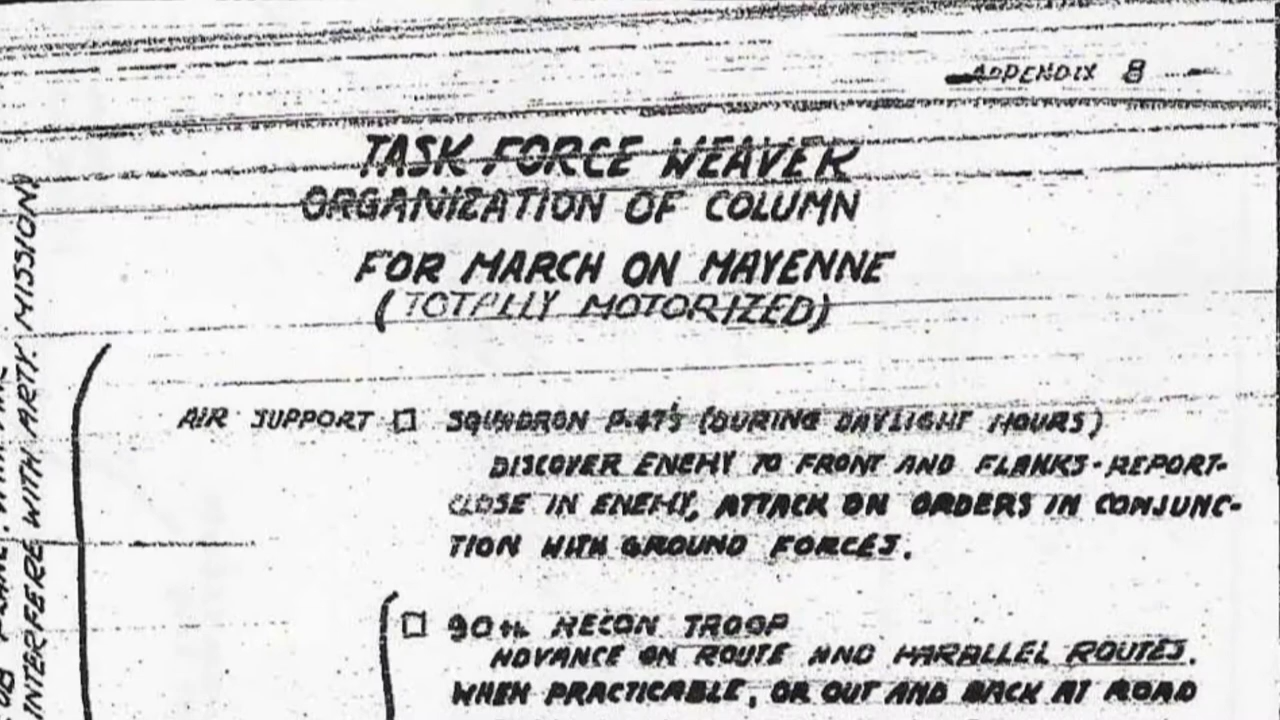 APPENDIX 8
TASK FORCE WEAVER
ORGANIZATION OF COLUMN
FOR MARCH ON MAYENNE
(TOTALLY MOTORIZED)
AIR SUPPORT SQUADRON P-47's (DURING DAYLIGHT HOURS)
DISCOVER ENEMY TO FRONT AND FLANKS-REPORT-
CLOSE IN ENEMY, ATTACK ON ORDERS IN CONJUNC-
TION WITH GROUND FORCES.
90th RECON TROOP
ADVANCE ON ROUTE AND PARALLEL ROUTES.
WHEN PRACTICABLE, OR OUT AND BACK AT ROAD
INTERFERE WITH ARTY. MISSION)